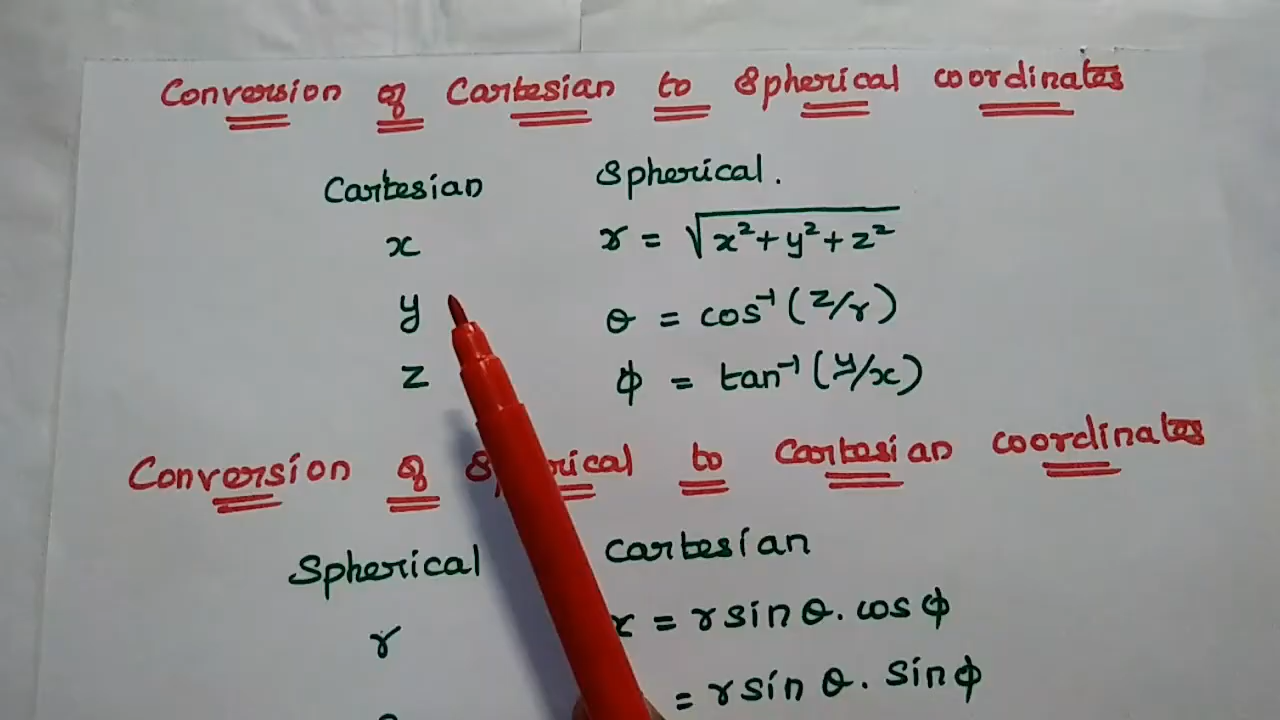 Conversion of Cartesian to Spherical coordinates
Cartesian Spherical.
x r = √x²+y²+z²
y θ = cos⁻¹(z/r)
z ϕ = tan⁻¹(y/x)
Conversion of Spherical to Cartesian coordinates
Spherical Cartesian
r x = r sin θ. cos ϕ
= r sin θ. sin ϕ